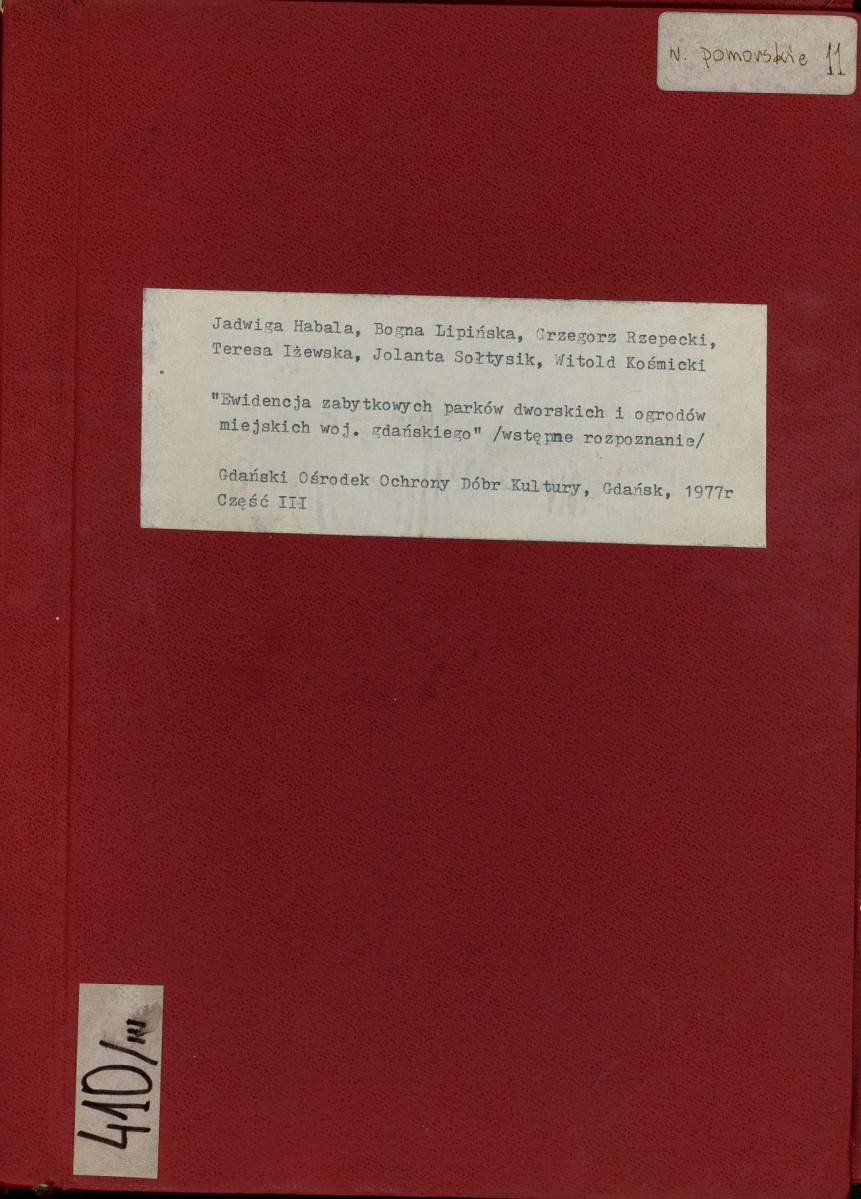 w. pomorskie 11
Jadwiga Habala, Bogna Lipińska, Grzegorz Rzepecki,
Teresa Iżewska, Jolanta Sołtysik, Witold Kośmicki
"Ewidencja zabytkowych parków dworskich i ogrodów
miejskich woj. gdańskiego" /wstępne rozpoznanie/
Gdański Ośrodek Ochrony Dóbr Kultury, Gdańsk, 1977r
Część III
410/III